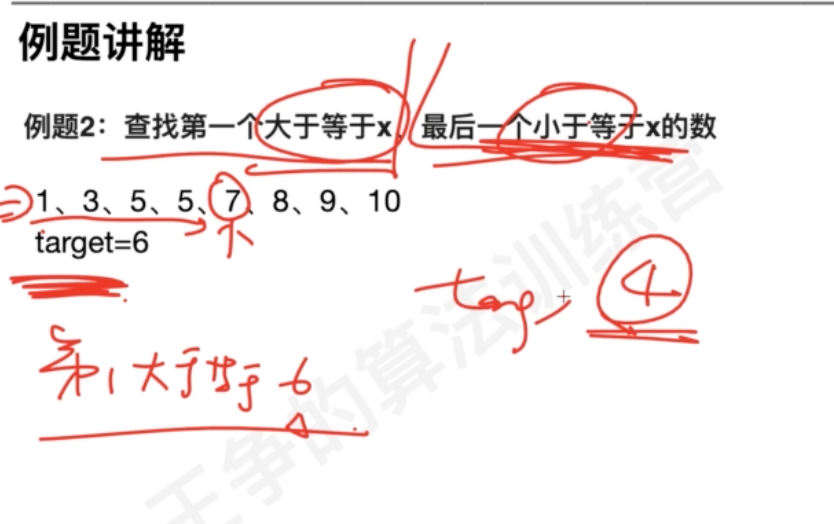 例题讲解
例题2：查找第一个大于等于x、最后一个小于等于x的数
1、3、5、5、7、8、9、10
target=6
4
第1大于等于6
王争的算法训练营